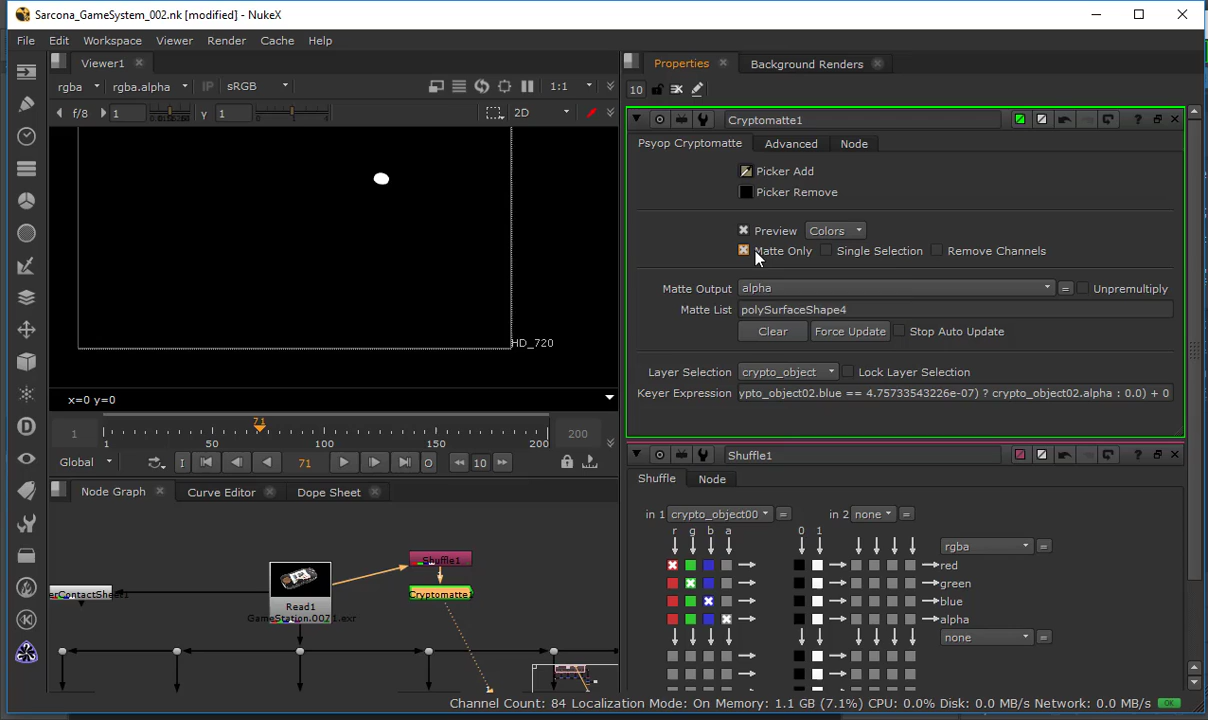 Sarcona_GameSystem_002.nk [modified] - NukeX
File Edit Workspace Viewer Render Cache Help
Viewer1
rgba rgba.alpha IP sRGB 1:1
f/8 1 y 1 2D
HD_720
x=0 y=0
1 1 50 100 150 200 200
71
Global I 71 O 10
Node Graph Curve Editor Dope Sheet
Shuffle1
Cryptomatte1
erContactSheet1
Read1
GameStation.0071.exr
Properties Background Renders
10
Cryptomatte1
?
Psyop Cryptomatte Advanced Node
Picker Add
Picker Remove
Preview Colors
Matte Only Single Selection Remove Channels
Matte Output alpha = Unpremultiply
Matte List polySurfaceShape4
Clear Force Update Stop Auto Update
Layer Selection crypto_object Lock Layer Selection
Keyer Expression ypto_object02.blue == 4.75733543226e-07) ? crypto_object02.alpha : 0.0) + 0
Shuffle1
?
Shuffle Node
in 1 crypto_object00 = in 2 none =
r g b a 0 1
rgba =
red
green
blue
alpha
none =
Channel Count: 84 Localization Mode: On Memory: 1.1 GB (7.1%) CPU: 0.0% Disk: 0.0 MB/s Network: 0.0 MB/s OK